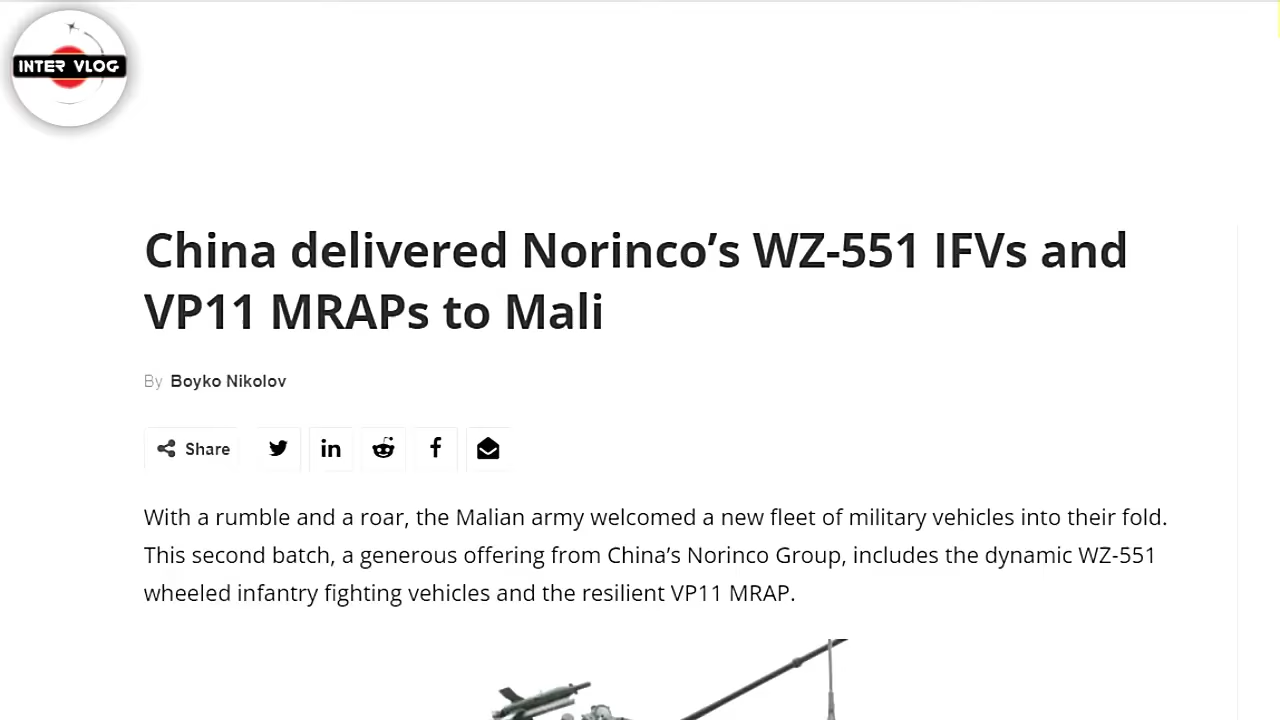 INTER VLOG
China delivered Norinco’s WZ-551 IFVs and
VP11 MRAPs to Mali
By Boyko Nikolov
Share
With a rumble and a roar, the Malian army welcomed a new fleet of military vehicles into their fold.
This second batch, a generous offering from China’s Norinco Group, includes the dynamic WZ-551
wheeled infantry fighting vehicles and the resilient VP11 MRAP.